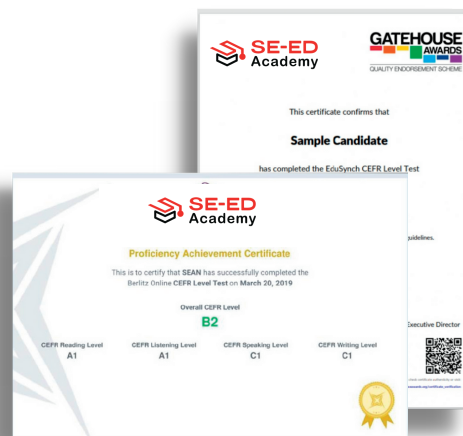 SE-ED
Academy
GATEHOUSE
AWARDS
QUALITY ENDORSEMENT SCHEME
This certificate confirms that
Sample Candidate
has completed the EduSynch CEFR Level Test
guidelines.
Executive Director
SE-ED
Academy
Proficiency Achievement Certificate
This is to certify that SEAN has successfully completed the
Berlitz Online CEFR Level Test on March 20, 2019
Overall CEFR Level
B2
CEFR Reading Level CEFR Listening Level CEFR Speaking Level CEFR Writing Level
A1 A1 C1 C1